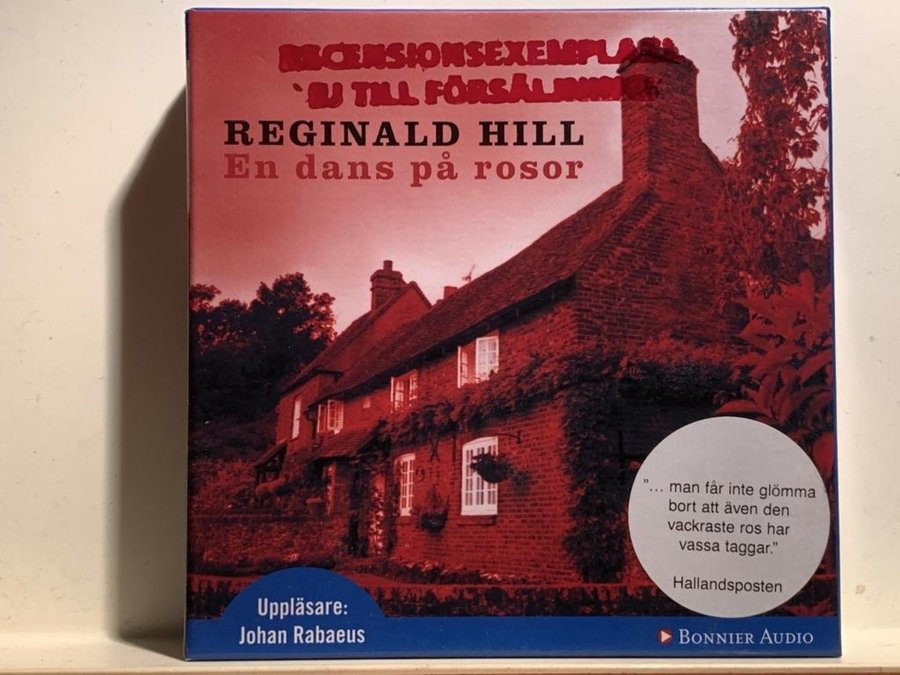 RECENSIONSEXEMPLAR
EJ TILL FÖRSÄLJNING
REGINALD HILL
En dans på rosor
"... man får inte glömma
bort att även den
vackraste ros har
vassa taggar."
Hallandsposten
Uppläsare:
Johan Rabaeus
BONNIER AUDIO